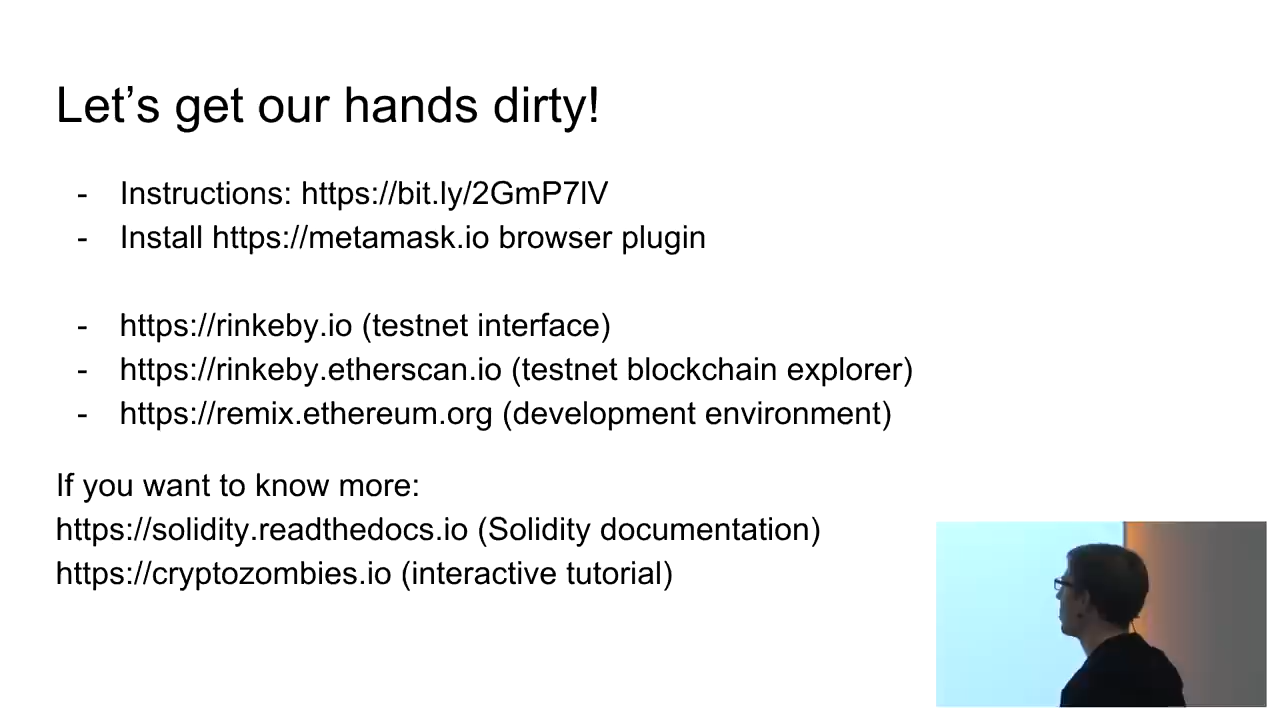 Let’s get our hands dirty!
- Instructions: https://bit.ly/2GmP7lV
- Install https://metamask.io browser plugin
- https://rinkeby.io (testnet interface)
- https://rinkeby.etherscan.io (testnet blockchain explorer)
- https://remix.ethereum.org (development environment)
If you want to know more:
https://solidity.readthedocs.io (Solidity documentation)
https://cryptozombies.io (interactive tutorial)